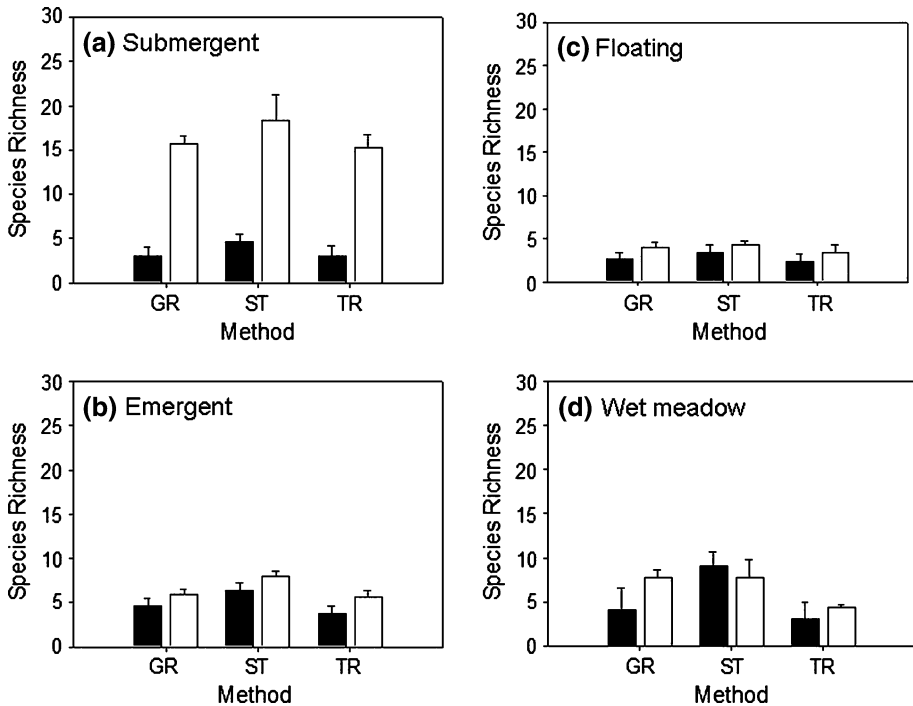 (a) Submergent
Species Richness
30
25
20
15
10
5
0
GR ST TR
Method
(c) Floating
Species Richness
30
25
20
15
10
5
0
GR ST TR
Method
(b) Emergent
Species Richness
30
25
20
15
10
5
0
GR ST TR
Method
(d) Wet meadow
Species Richness
30
25
20
15
10
5
0
GR ST TR
Method